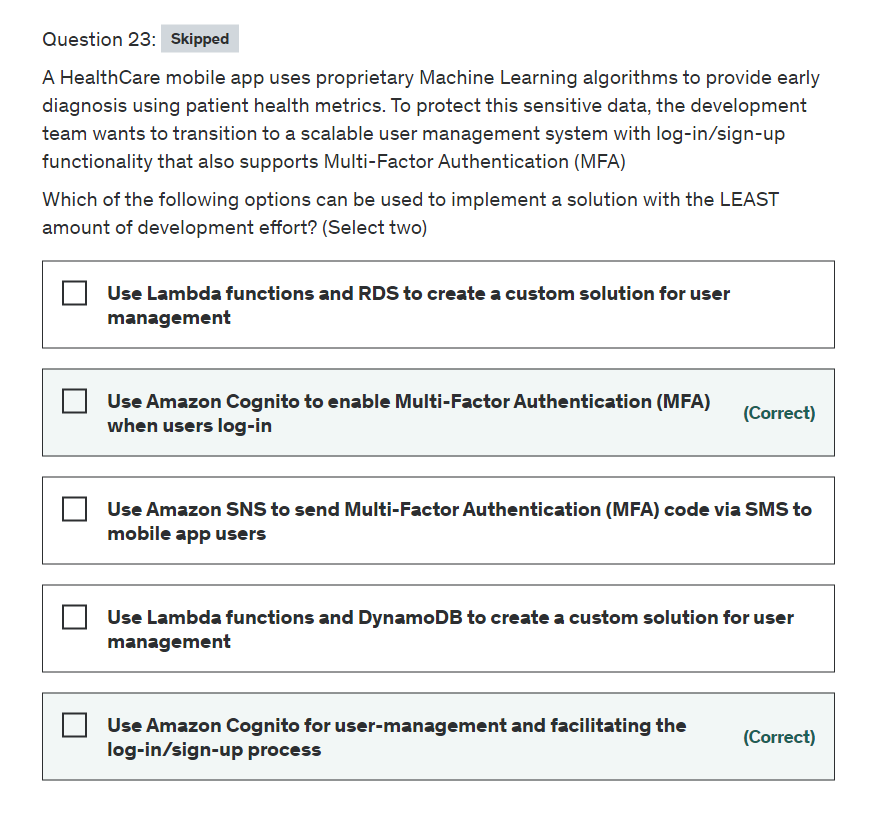 Question 23: Skipped
A HealthCare mobile app uses proprietary Machine Learning algorithms to provide early
diagnosis using patient health metrics. To protect this sensitive data, the development
team wants to transition to a scalable user management system with log-in/sign-up
functionality that also supports Multi-Factor Authentication (MFA)
Which of the following options can be used to implement a solution with the LEAST
amount of development effort? (Select two)
Use Lambda functions and RDS to create a custom solution for user
management
Use Amazon Cognito to enable Multi-Factor Authentication (MFA)
when users log-in
(Correct)
Use Amazon SNS to send Multi-Factor Authentication (MFA) code via SMS to
mobile app users
Use Lambda functions and DynamoDB to create a custom solution for user
management
Use Amazon Cognito for user-management and facilitating the
log-in/sign-up process
(Correct)